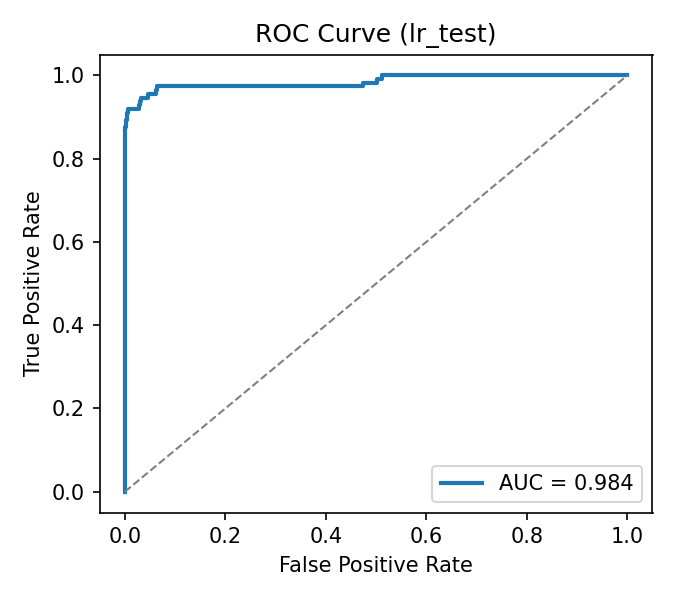 ROC Curve (lr_test)
True Positive Rate
1.0
0.8
0.6
0.4
0.2
0.0
AUC = 0.984
0.0 0.2 0.4 0.6 0.8 1.0
False Positive Rate